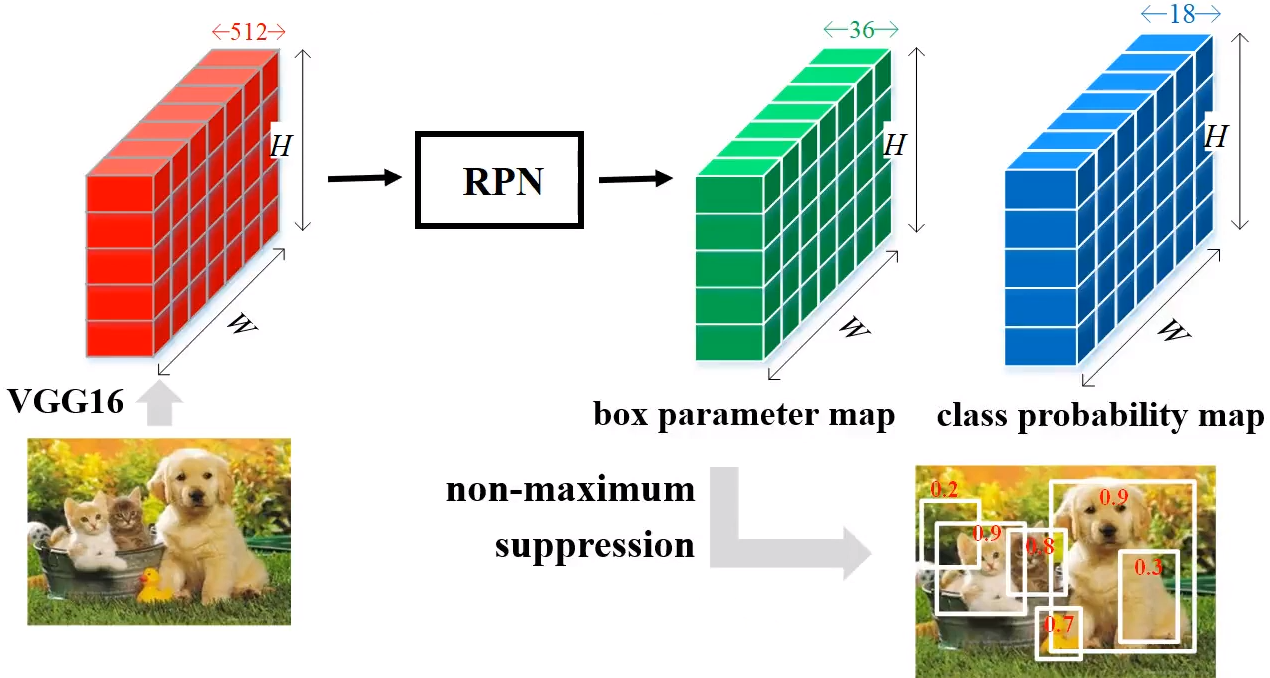 512
H
W
RPN
36
H
W
18
H
W
VGG16
box parameter map
class probability map
non-maximum
suppression
0.2
0.9
0.9
0.8
0.3
0.7